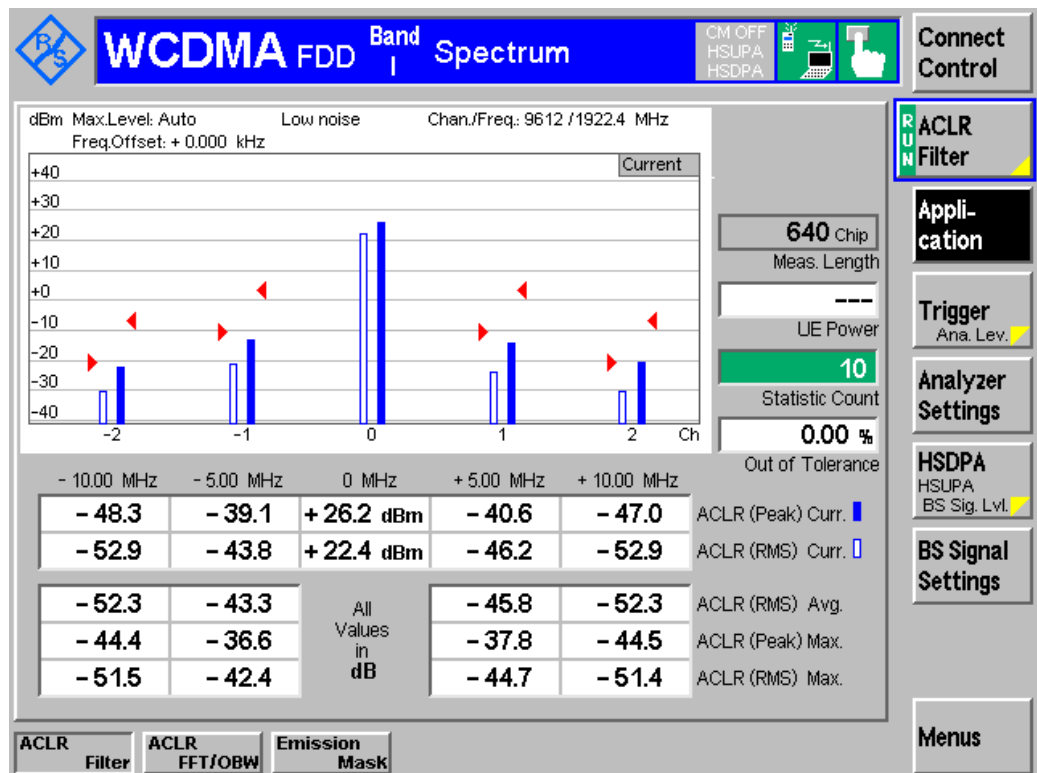 R&S
WCDMA FDD Band I Spectrum
CM OFF
HSUPA
HSDPA
Connect
Control
dBm Max.Level: Auto Low noise Chan./Freq.: 9612 / 1922.4 MHz
Freq.Offset: + 0.000 kHz
Current
+40
+30
+20
+10
+0
-10
-20
-30
-40
-2 -1 0 1 2 Ch
640 Chip
Meas. Length
---
UE Power
10
Statistic Count
0.00 %
Out of Tolerance
- 10.00 MHz - 5.00 MHz 0 MHz + 5.00 MHz + 10.00 MHz
- 48.3 - 39.1 + 26.2 dBm - 40.6 - 47.0 ACLR (Peak) Curr.
- 52.9 - 43.8 + 22.4 dBm - 46.2 - 52.9 ACLR (RMS) Curr.
- 52.3 - 43.3 - 45.8 - 52.3 ACLR (RMS) Avg.
- 44.4 - 36.6 - 37.8 - 44.5 ACLR (Peak) Max.
- 51.5 - 42.4 - 44.7 - 51.4 ACLR (RMS) Max.
All
Values
in
dB
RUN
ACLR
Filter
Appli-
cation
Trigger
Ana. Lev.
Analyzer
Settings
HSDPA
HSUPA
BS Sig. Lvl.
BS Signal
Settings
Menus
ACLR
Filter
ACLR
FFT/OBW
Emission
Mask